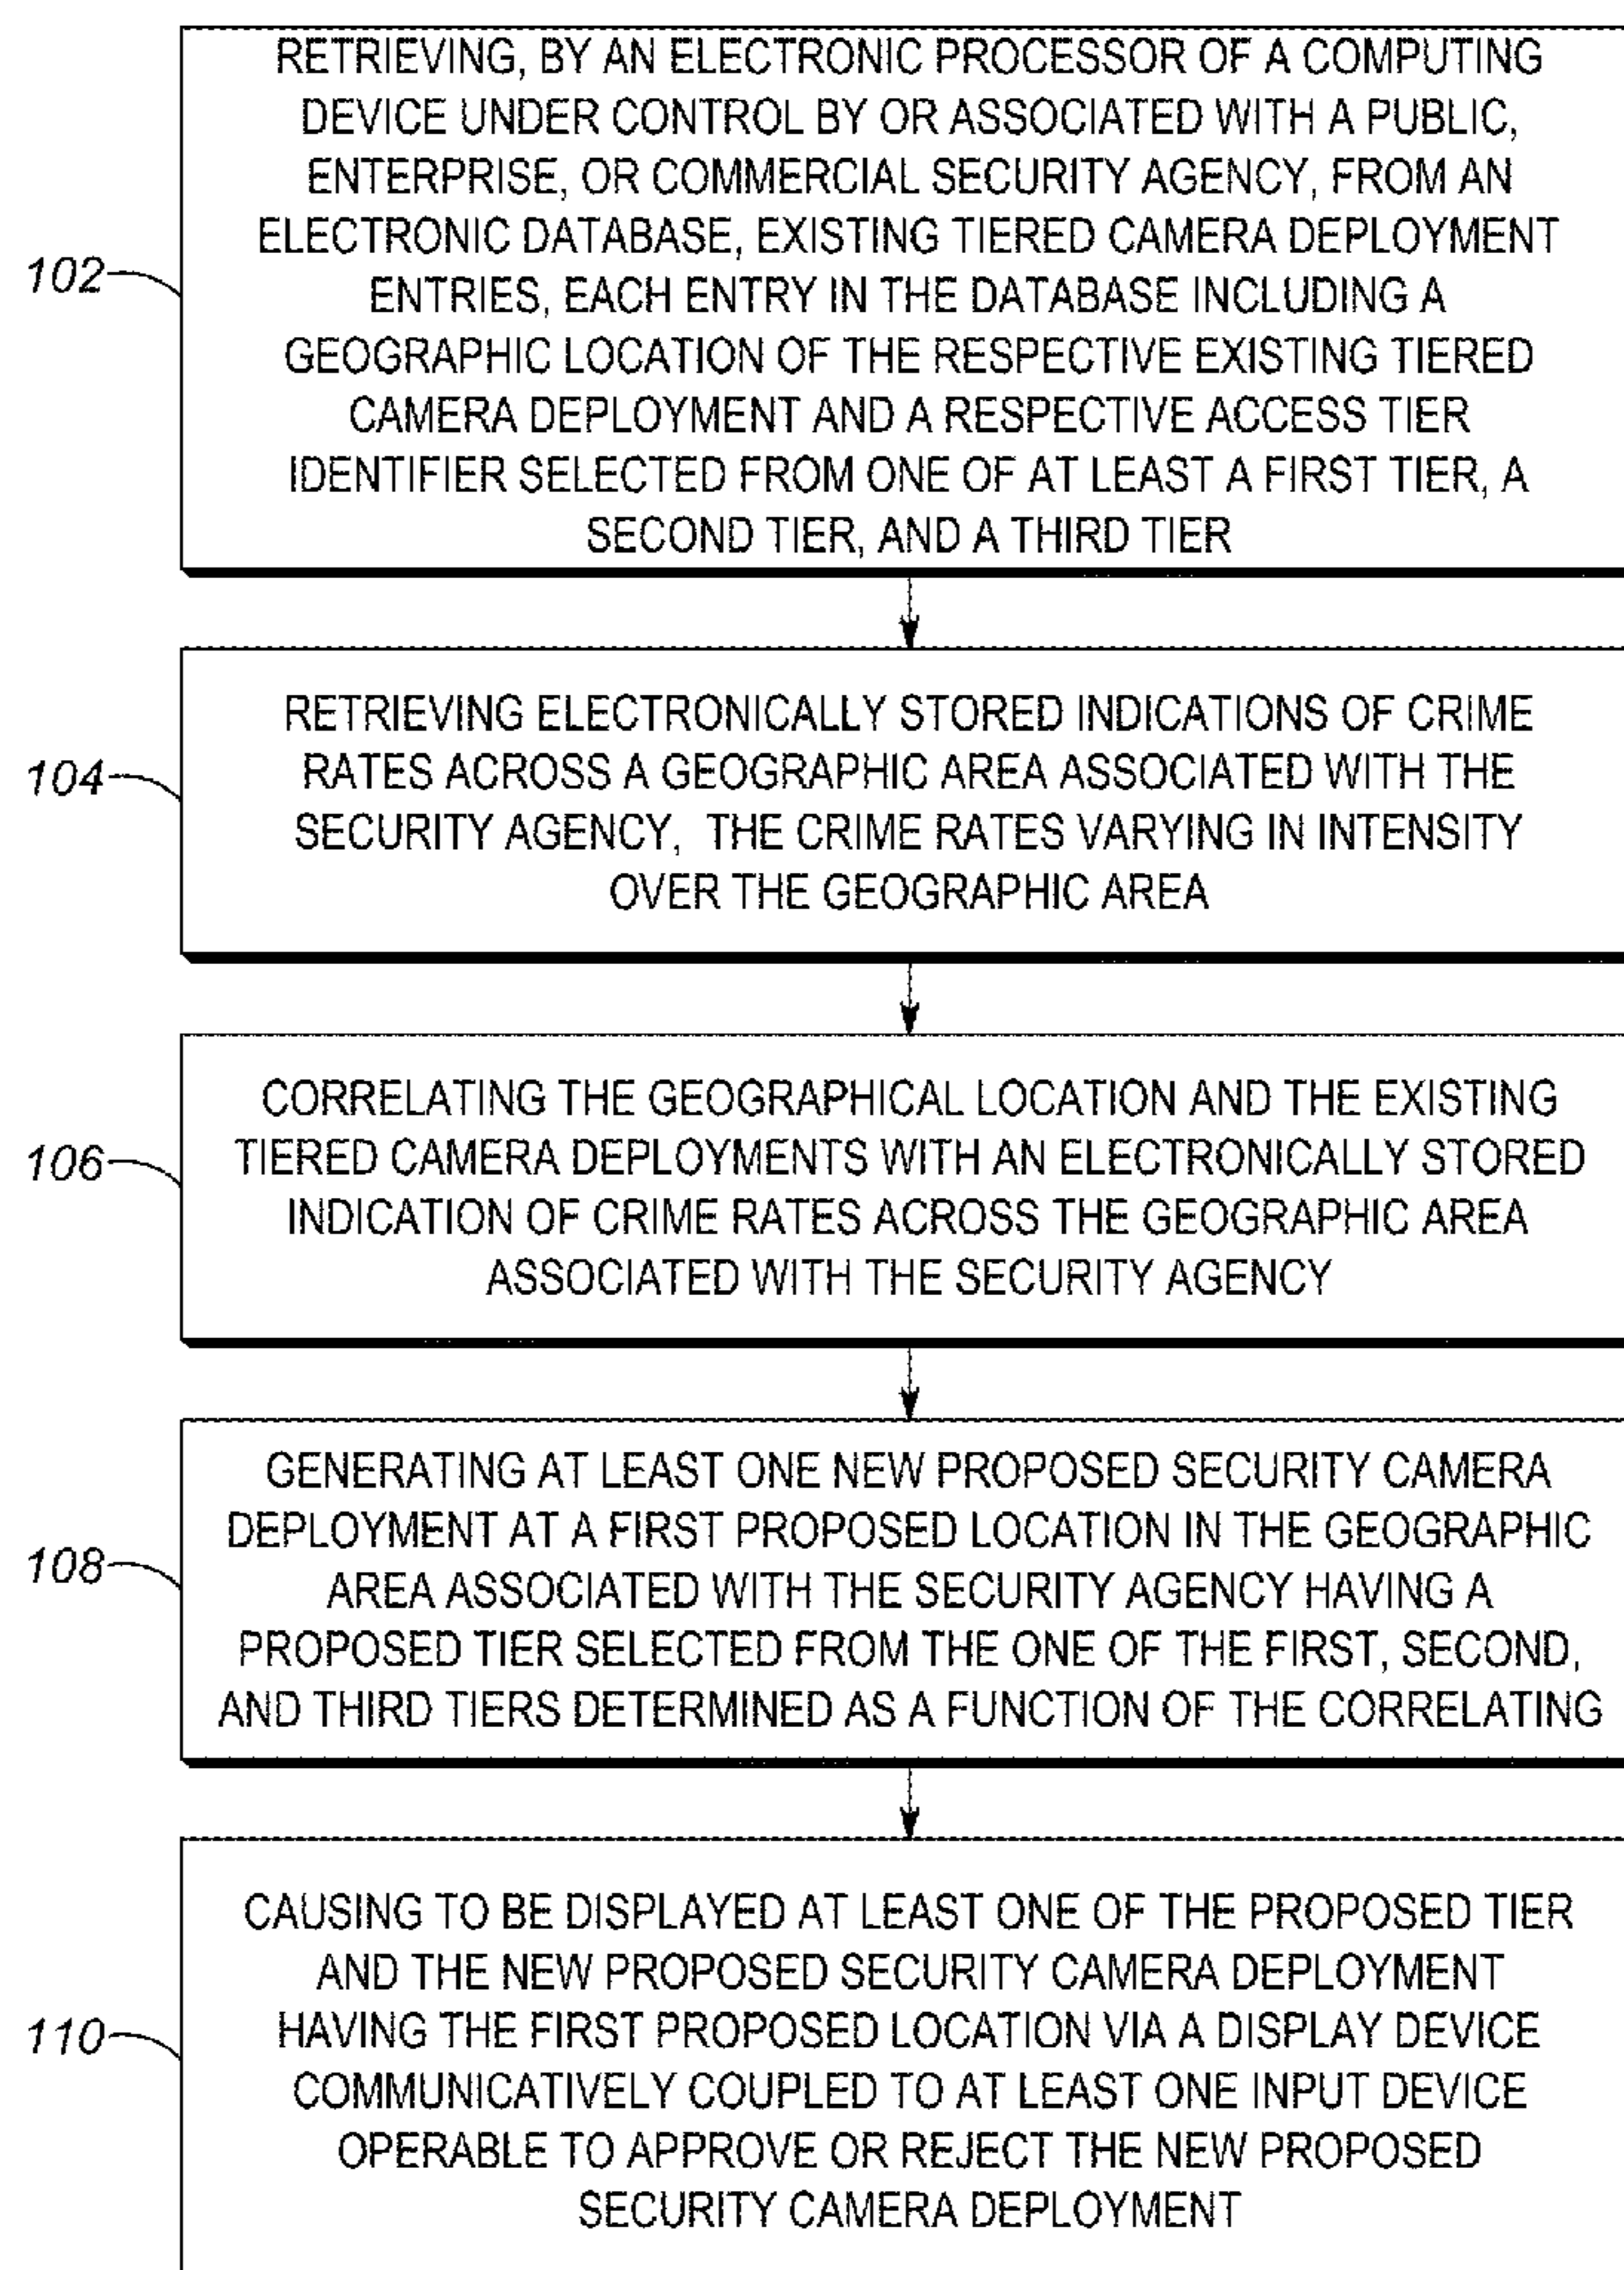 RETRIEVING, BY AN ELECTRONIC PROCESSOR OF A COMPUTING
DEVICE UNDER CONTROL BY OR ASSOCIATED WITH A PUBLIC,
ENTERPRISE, OR COMMERCIAL SECURITY AGENCY, FROM AN
ELECTRONIC DATABASE, EXISTING TIERED CAMERA DEPLOYMENT
102
ENTRIES, EACH ENTRY IN THE DATABASE INCLUDING A
GEOGRAPHIC LOCATION OF THE RESPECTIVE EXISTING TIERED
CAMERA DEPLOYMENT AND A RESPECTIVE ACCESS TIER
IDENTIFIER SELECTED FROM ONE OF AT LEAST A FIRST TIER, A
SECOND TIER, AND A THIRD TIER
RETRIEVING ELECTRONICALLY STORED INDICATIONS OF CRIME
104
RATES ACROSS A GEOGRAPHIC AREA ASSOCIATED WITH THE
SECURITY AGENCY, THE CRIME RATES VARYING IN INTENSITY
OVER THE GEOGRAPHIC AREA
CORRELATING THE GEOGRAPHICAL LOCATION AND THE EXISTING
106
TIERED CAMERA DEPLOYMENTS WITH AN ELECTRONICALLY STORED
INDICATION OF CRIME RATES ACROSS THE GEOGRAPHIC AREA
ASSOCIATED WITH THE SECURITY AGENCY
GENERATING AT LEAST ONE NEW PROPOSED SECURITY CAMERA
DEPLOYMENT AT A FIRST PROPOSED LOCATION IN THE GEOGRAPHIC
108
AREA ASSOCIATED WITH THE SECURITY AGENCY HAVING A
PROPOSED TIER SELECTED FROM THE ONE OF THE FIRST, SECOND,
AND THIRD TIERS DETERMINED AS A FUNCTION OF THE CORRELATING
CAUSING TO BE DISPLAYED AT LEAST ONE OF THE PROPOSED TIER
AND THE NEW PROPOSED SECURITY CAMERA DEPLOYMENT
110
HAVING THE FIRST PROPOSED LOCATION VIA A DISPLAY DEVICE
COMMUNICATIVELY COUPLED TO AT LEAST ONE INPUT DEVICE
OPERABLE TO APPROVE OR REJECT THE NEW PROPOSED
SECURITY CAMERA DEPLOYMENT